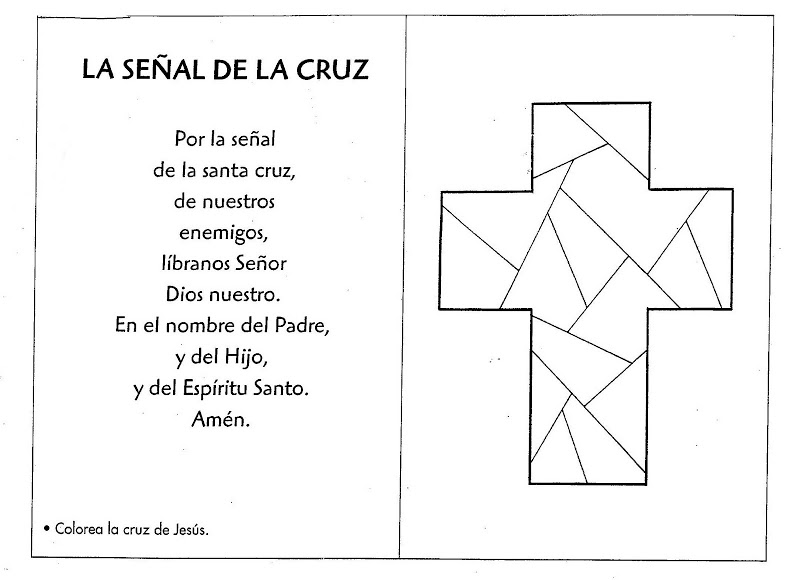 LA SEÑAL DE LA CRUZ
Por la señal
de la santa cruz,
de nuestros
enemigos,
líbranos Señor
Dios nuestro.
En el nombre del Padre,
y del Hijo,
y del Espíritu Santo.
Amén.
• Colorea la cruz de Jesús.